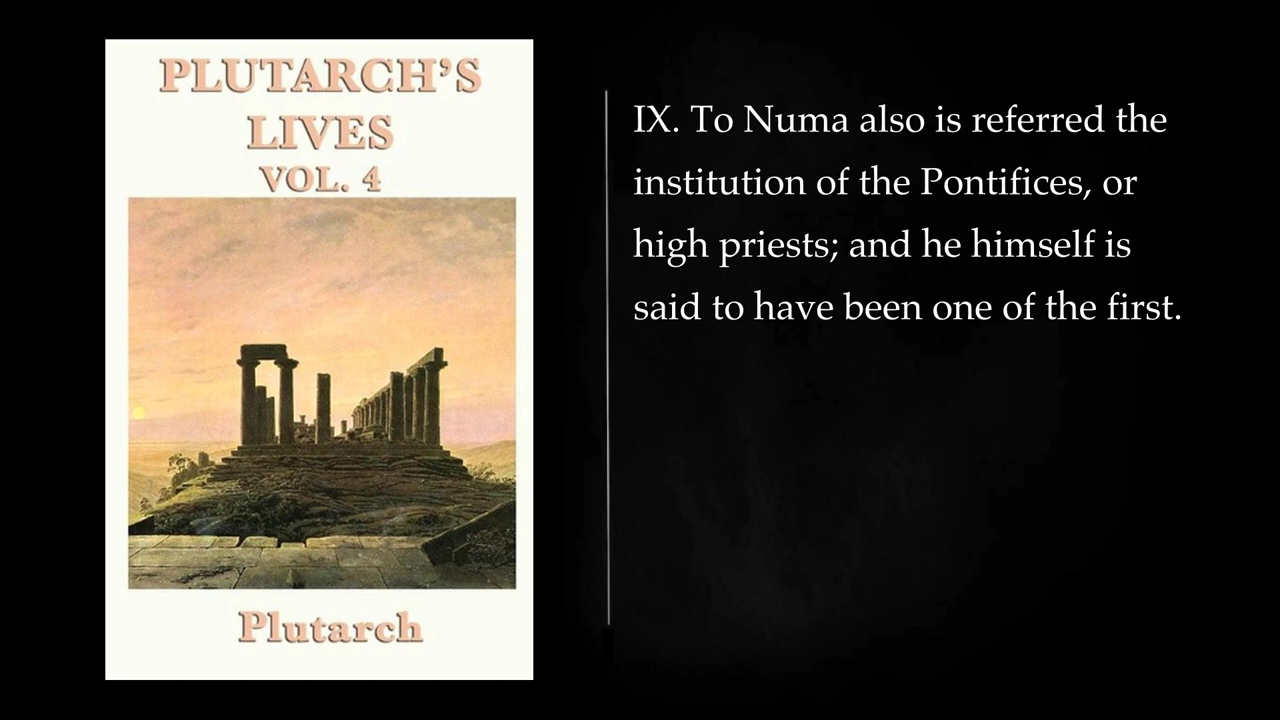 PLUTARCH'S
LIVES
VOL. 4
Plutarch
IX. To Numa also is referred the
institution of the Pontifices, or
high priests; and he himself is
said to have been one of the first.